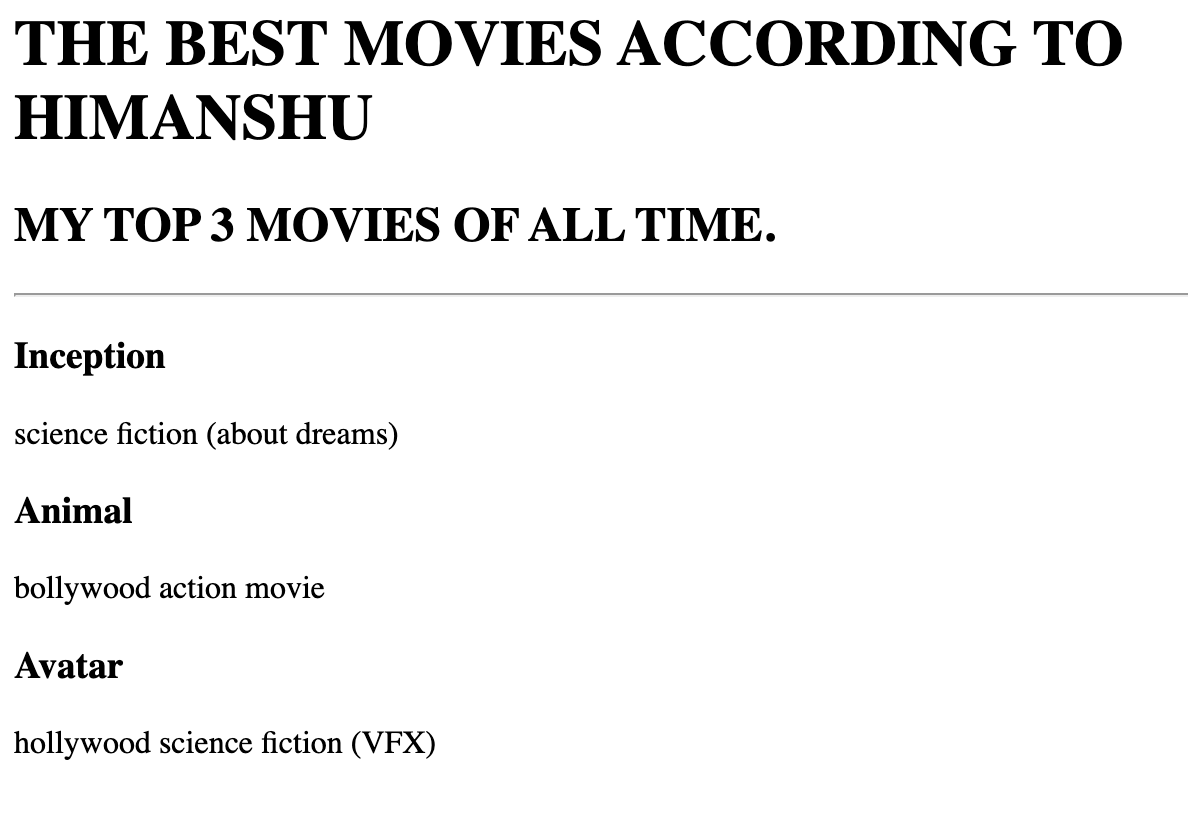 THE BEST MOVIES ACCORDING TO
HIMANSHU
MY TOP 3 MOVIES OF ALL TIME.
Inception
science fiction (about dreams)
Animal
bollywood action movie
Avatar
hollywood science fiction (VFX)